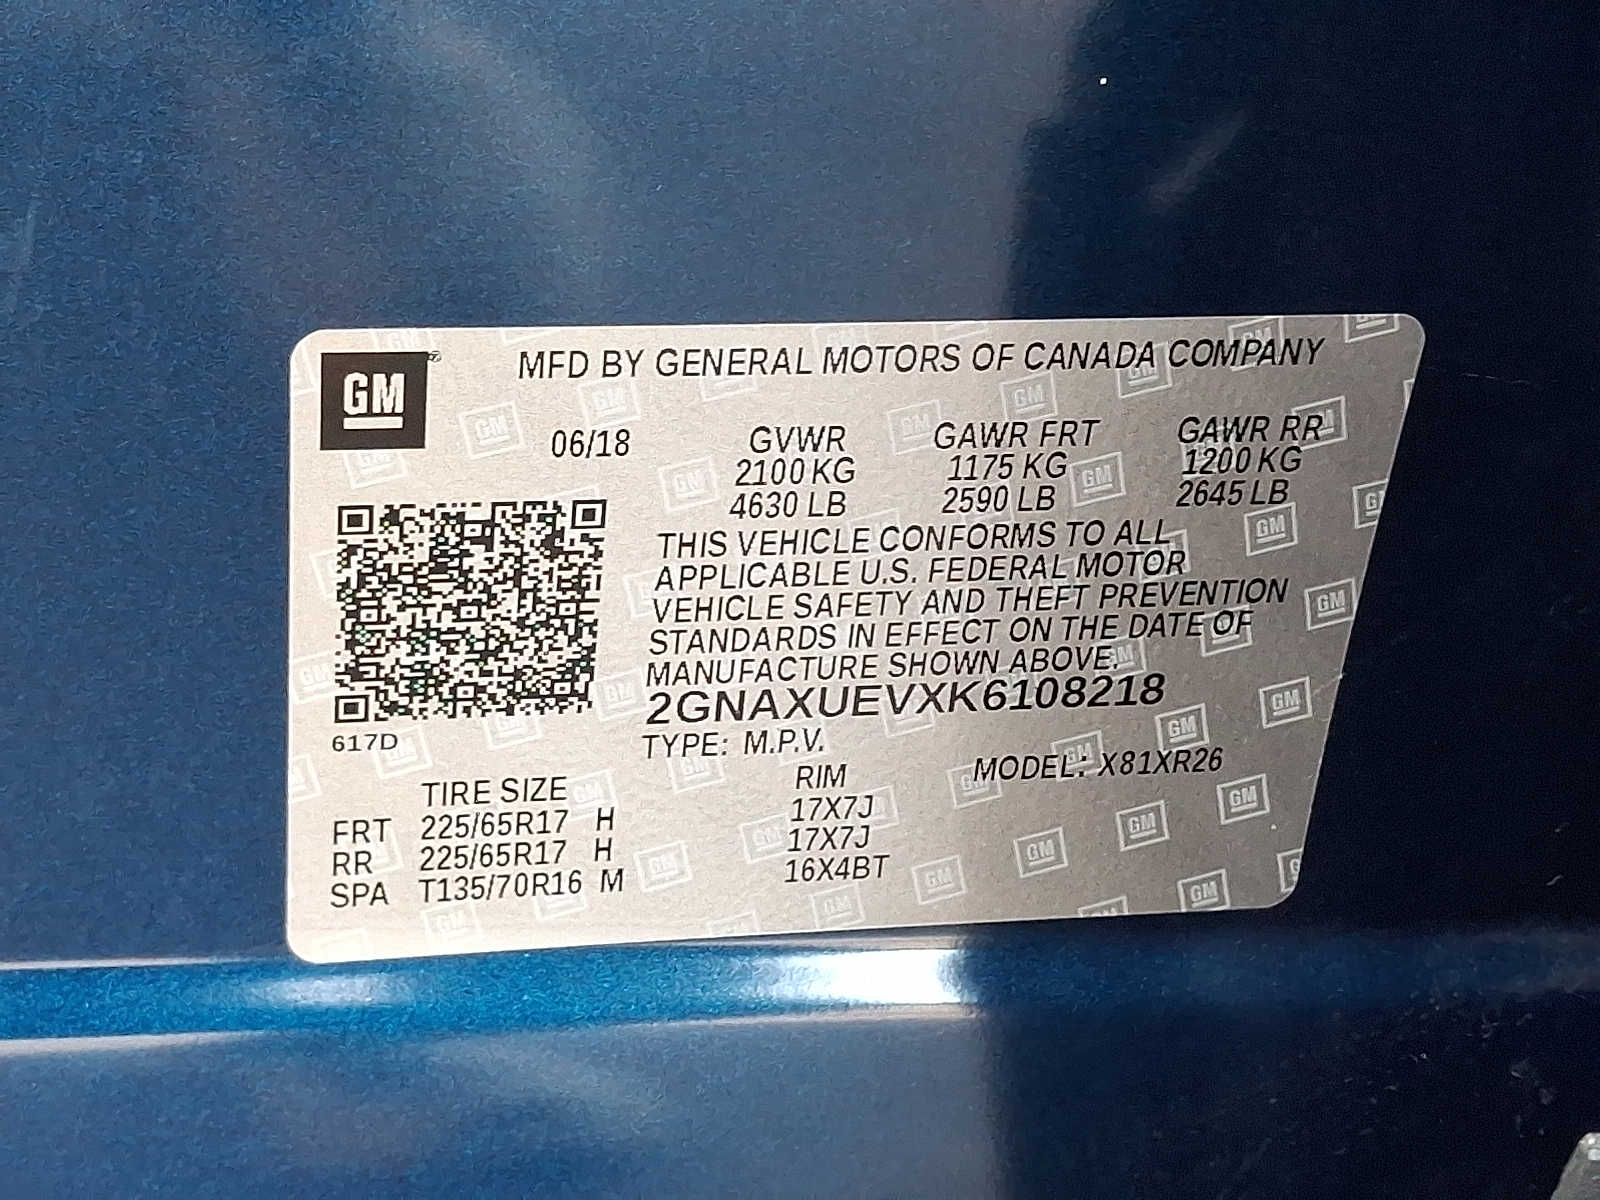 GM
MFD BY GENERAL MOTORS OF CANADA COMPANY
06/18 GVWR GAWR FRT GAWR RR
2100 KG 1175 KG 1200 KG
4630 LB 2590 LB 2645 LB
THIS VEHICLE CONFORMS TO ALL
APPLICABLE U.S. FEDERAL MOTOR
VEHICLE SAFETY AND THEFT PREVENTION
STANDARDS IN EFFECT ON THE DATE OF
MANUFACTURE SHOWN ABOVE.
2GNAXUEVXK6108218
617D
TYPE: M.P.V. MODEL: X81XR26
TIRE SIZE RIM
FRT 225/65R17 H 17X7J
RR 225/65R17 H 17X7J
SPA T135/70R16 M 16X4BT